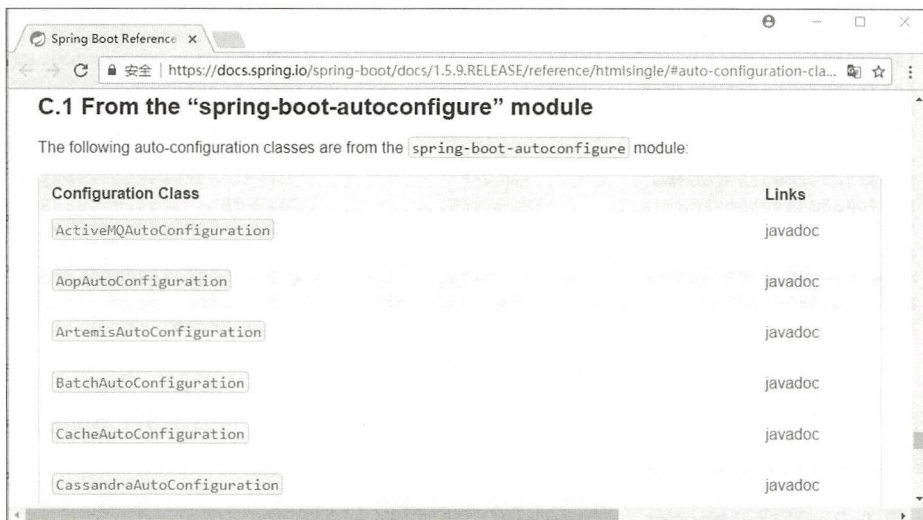 Spring Boot Reference
安全 | https://docs.spring.io/spring-boot/docs/1.5.9.RELEASE/reference/htmlsingle/#auto-configuration-cla...
C.1 From the “spring-boot-autoconfigure” module
The following auto-configuration classes are from the spring-boot-autoconfigure module:
Configuration Class Links
ActiveMQAutoConfiguration javadoc
AopAutoConfiguration javadoc
ArtemisAutoConfiguration javadoc
BatchAutoConfiguration javadoc
CacheAutoConfiguration javadoc
CassandraAutoConfiguration javadoc